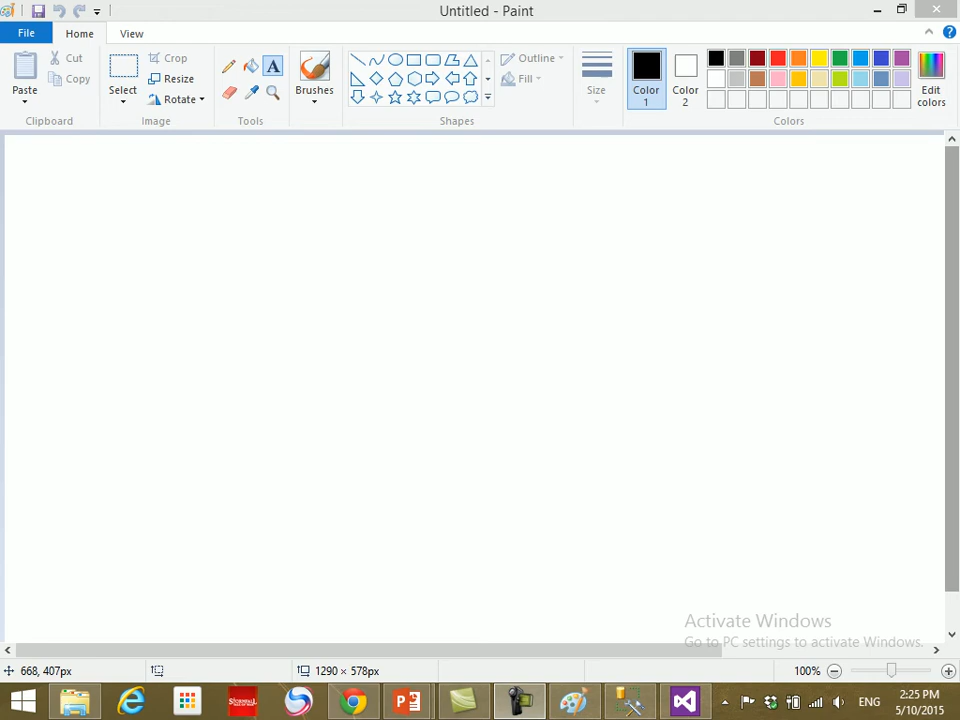 Untitled - Paint
File
Home
View
Paste
Cut
Copy
Clipboard
Select
Crop
Resize
Rotate
Image
A
Tools
Brushes
Outline
Fill
Shapes
Size
Color 1
Color 2
Edit colors
Colors
Activate Windows
Go to PC settings to activate Windows.
668, 407px
1290 × 578px
100%
ENG
2:25 PM
5/10/2015